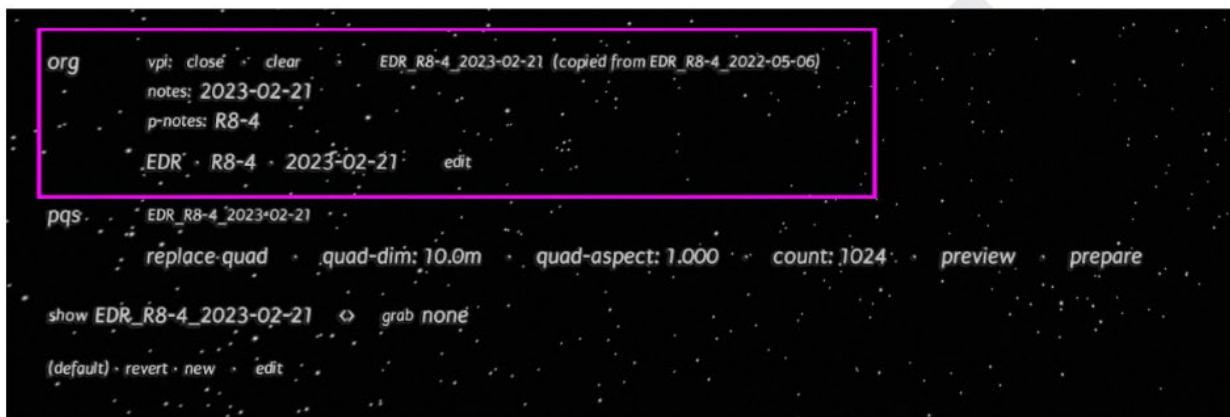 org vpi: close · clear · EDR_R8-4_2023-02-21 (copied from EDR_R8-4_2022-05-06)
notes: 2023-02-21
p-notes: R8-4
EDR · R8-4 · 2023-02-21 edit
pqs EDR_R8-4_2023-02-21
replace quad · quad-dim: 10.0m · quad-aspect: 1.000 · count: 1024 · preview · prepare
show EDR_R8-4_2023-02-21 <> grab none
(default) · revert · new · edit